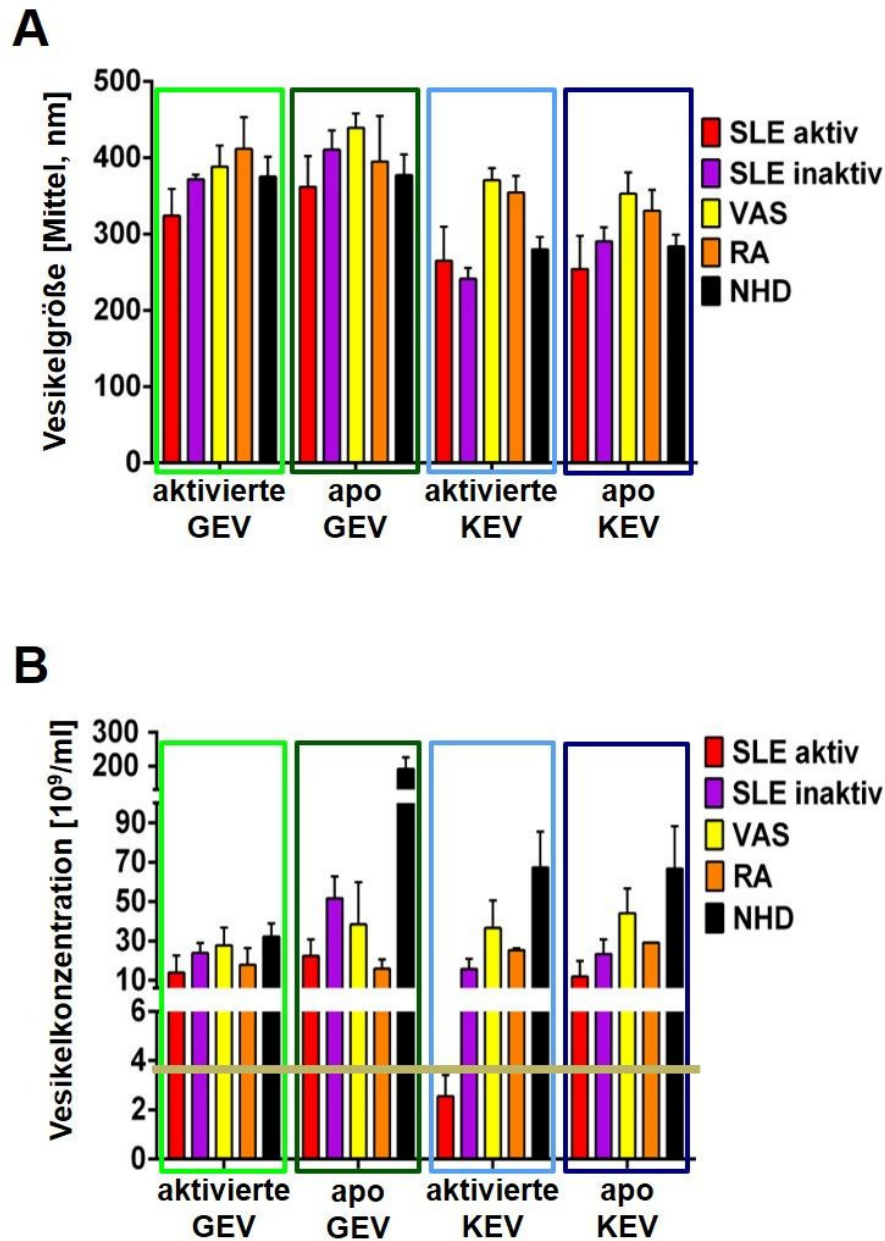 A
Vesikelgröße [Mittel, nm]
500
400
300
200
100
0
aktivierte
GEV
apo
GEV
aktivierte
KEV
apo
KEV
SLE aktiv
SLE inaktiv
VAS
RA
NHD
B
Vesikelkonzentration [10⁹/ml]
300
200
90
70
50
30
10
6
4
2
0
aktivierte
GEV
apo
GEV
aktivierte
KEV
apo
KEV
SLE aktiv
SLE inaktiv
VAS
RA
NHD